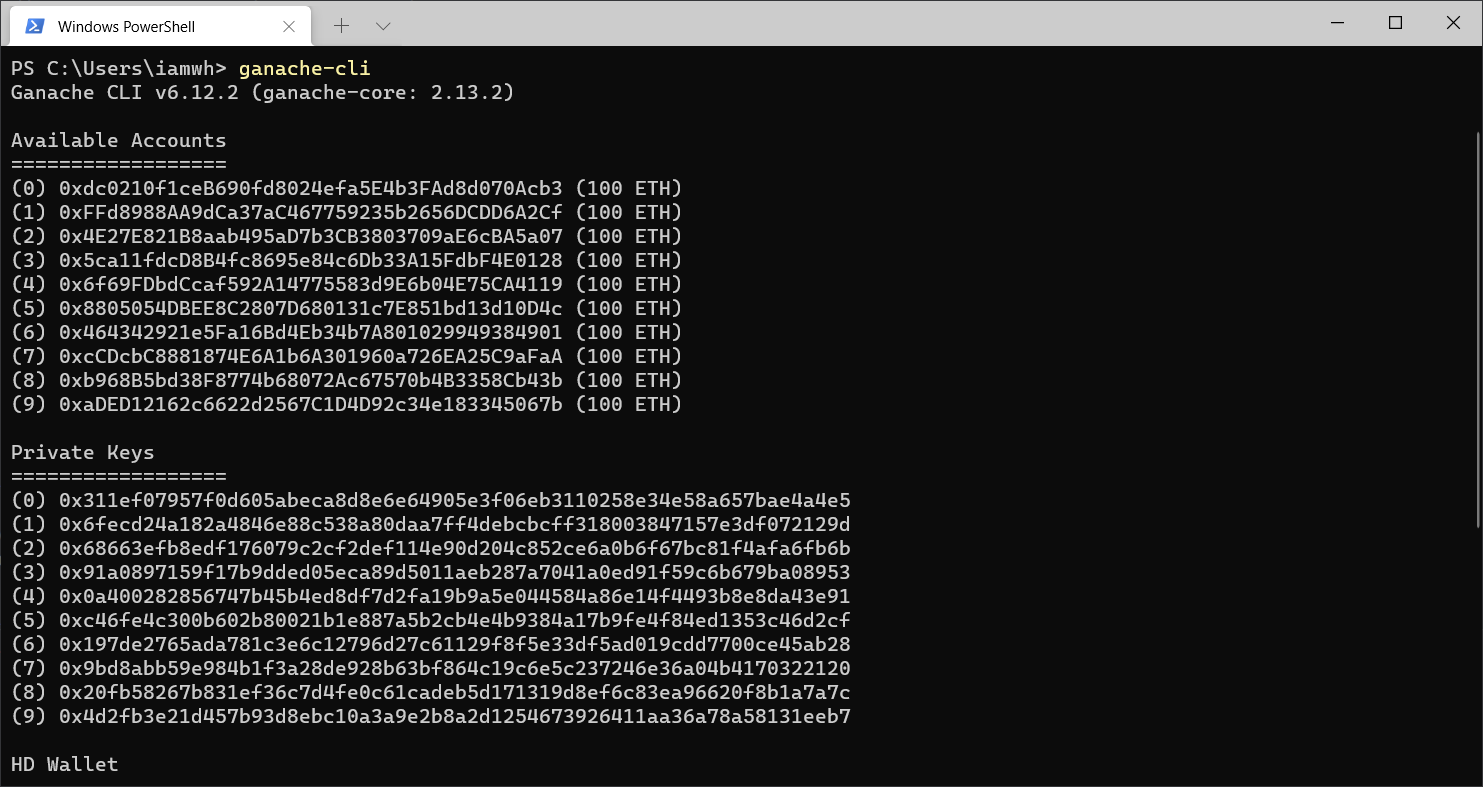 Windows PowerShell
PS C:\Users\iamwh> ganache-cli
Ganache CLI v6.12.2 (ganache-core: 2.13.2)
Available Accounts
==================
(0) 0xdc0210f1ceB690fd8024efa5E4b3FAd8d070Acb3 (100 ETH)
(1) 0xFFd8988AA9dCa37aC467759235b2656DCDD6A2Cf (100 ETH)
(2) 0x4E27E821B8aab495aD7b3CB3803709aE6cBA5a07 (100 ETH)
(3) 0x5ca11fdcD8B4fc8695e84c6Db33A15FdbF4E0128 (100 ETH)
(4) 0x6f69FDbdCcaf592A14775583d9E6b04E75CA4119 (100 ETH)
(5) 0x8805054DBEE8C2807D680131c7E851bd13d10D4c (100 ETH)
(6) 0x464342921e5Fa16Bd4Eb34b7A801029949384901 (100 ETH)
(7) 0xcCDcbC8881874E6A1b6A301960a726EA25C9aFaA (100 ETH)
(8) 0xb968B5bd38F8774b68072Ac67570b4B3358Cb43b (100 ETH)
(9) 0xaDED12162c6622d2567C1D4D92c34e183345067b (100 ETH)
Private Keys
==================
(0) 0x311ef07957f0d605abeca8d8e6e64905e3f06eb3110258e34e58a657bae4a4e5
(1) 0x6fecd24a182a4846e88c538a80daa7ff4debcbcff318003847157e3df072129d
(2) 0x68663efb8edf176079c2cf2def114e90d204c852ce6a0b6f67bc81f4afa6fb6b
(3) 0x91a0897159f17b9dded05eca89d5011aeb287a7041a0ed91f59c6b679ba08953
(4) 0x0a400282856747b45b4ed8df7d2fa19b9a5e044584a86e14f4493b8e8da43e91
(5) 0xc46fe4c300b602b80021b1e887a5b2cb4e4b9384a17b9fe4f84ed1353c46d2cf
(6) 0x197de2765ada781c3e6c12796d27c61129f8f5e33df5ad019cdd7700ce45ab28
(7) 0x9bd8abb59e984b1f3a28de928b63bf864c19c6e5c237246e36a04b4170322120
(8) 0x20fb58267b831ef36c7d4fe0c61cadeb5d171319d8ef6c83ea96620f8b1a7a7c
(9) 0x4d2fb3e21d457b93d8ebc10a3a9e2b8a2d1254673926411aa36a78a58131eeb7
HD Wallet